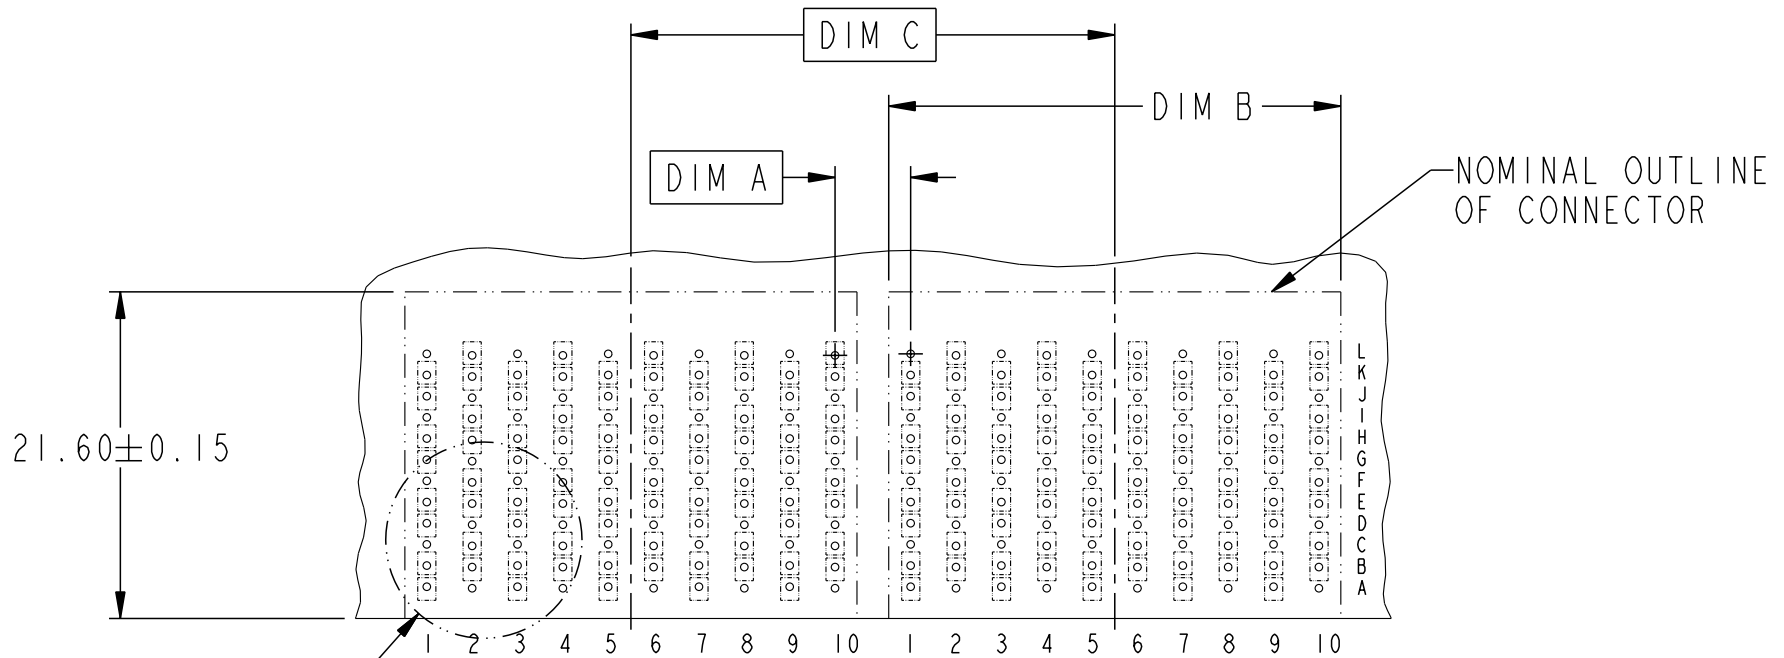 DIM C
DIM B
DIM A
NOMINAL OUTLINE
OF CONNECTOR
21.60±0.15
L
K
J
I
H
G
F
E
D
C
B
A
1 2 3 4 5 6 7 8 9 10 1 2 3 4 5 6 7 8 9 10